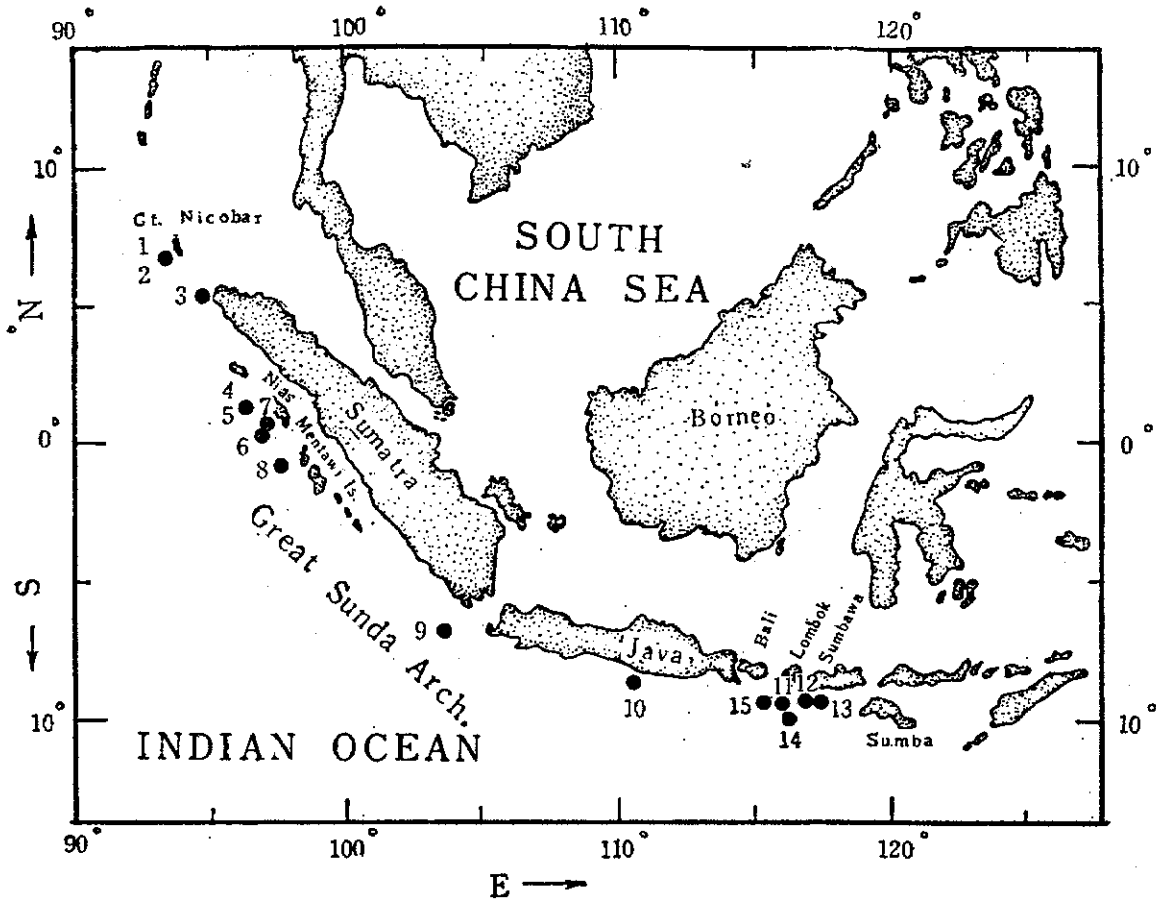 90° 100° 110° 120°
10° 10°
Gt. Nicobar
1
2
3
SOUTH
CHINA SEA
°N
4
5
7
6
8
Nias
Mentawi Is.
Sumatra
Borneo
0° 0°
Great Sunda Arch.
S
9
Java
10
Bali
Lombok
Sumbawa
11 12
15 13
14
Sumba
10° 10°
INDIAN OCEAN
90° 100° 110° 120°
E